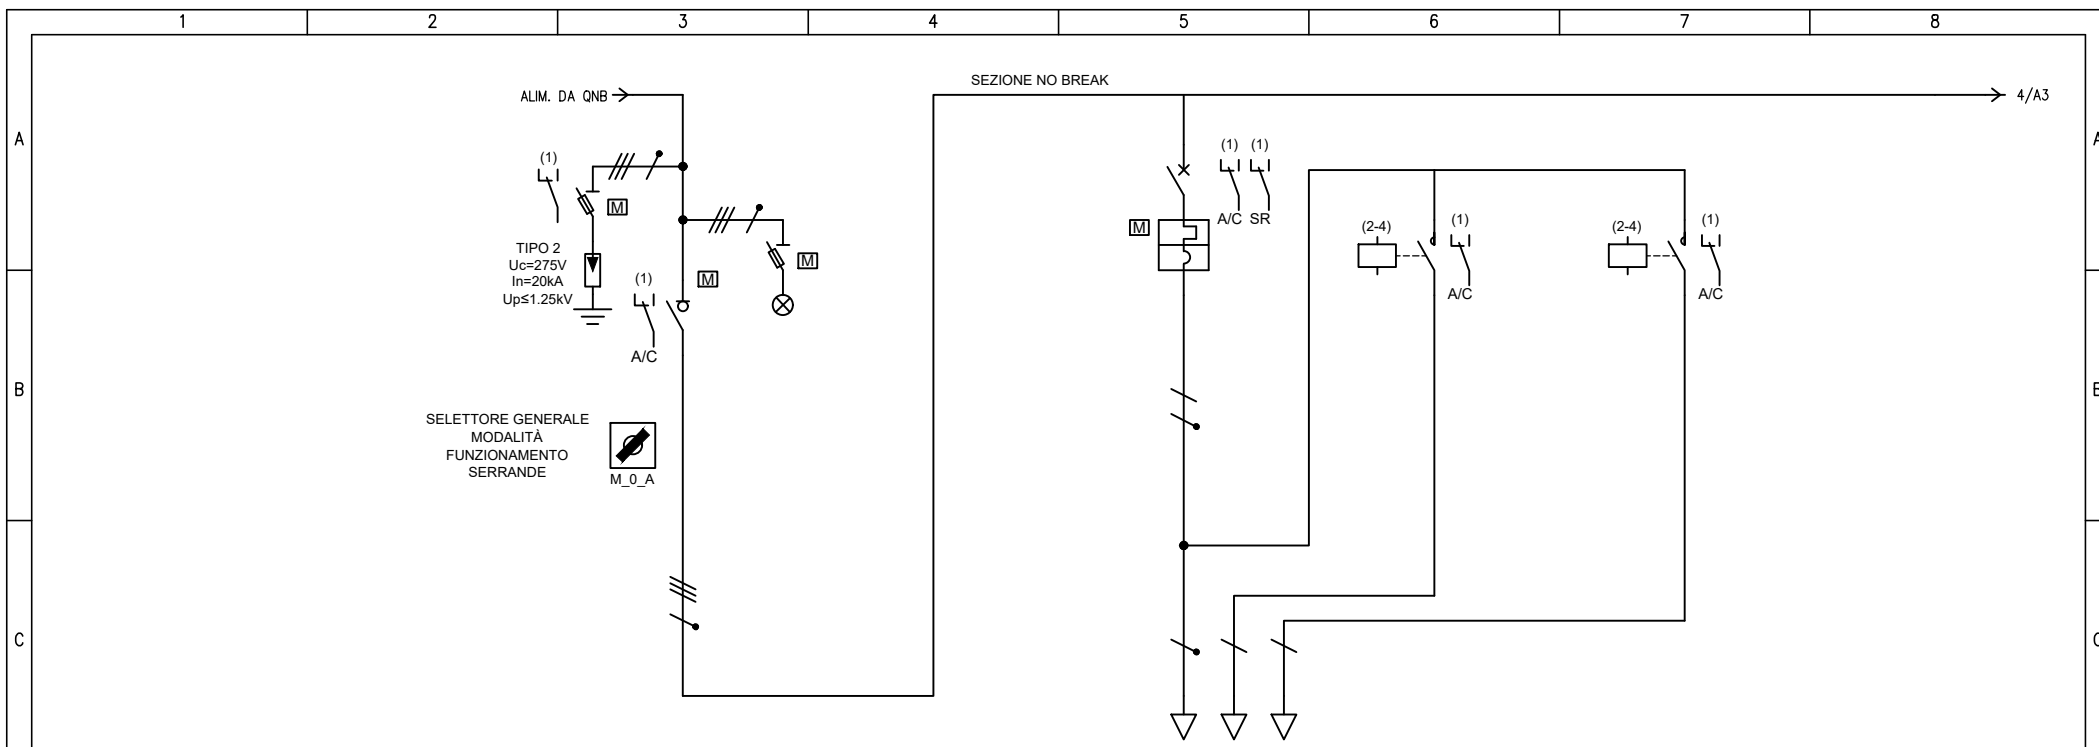 1 2 3 4 5 6 7 8
SEZIONE NO BREAK
ALIM. DA QNB
4/A3
A
A
(1)
(1) (1)
M
A/C SR
M
(2-4)
(1)
(2-4)
(1)
TIPO 2
Uc=275V
In=20kA
Up≤1.25kV
M
(1)
M
A/C
A/C
A/C
B
B
SELETTORE GENERALE
MODALITÀ
FUNZIONAMENTO
SERRANDE
M_0_A
C
C